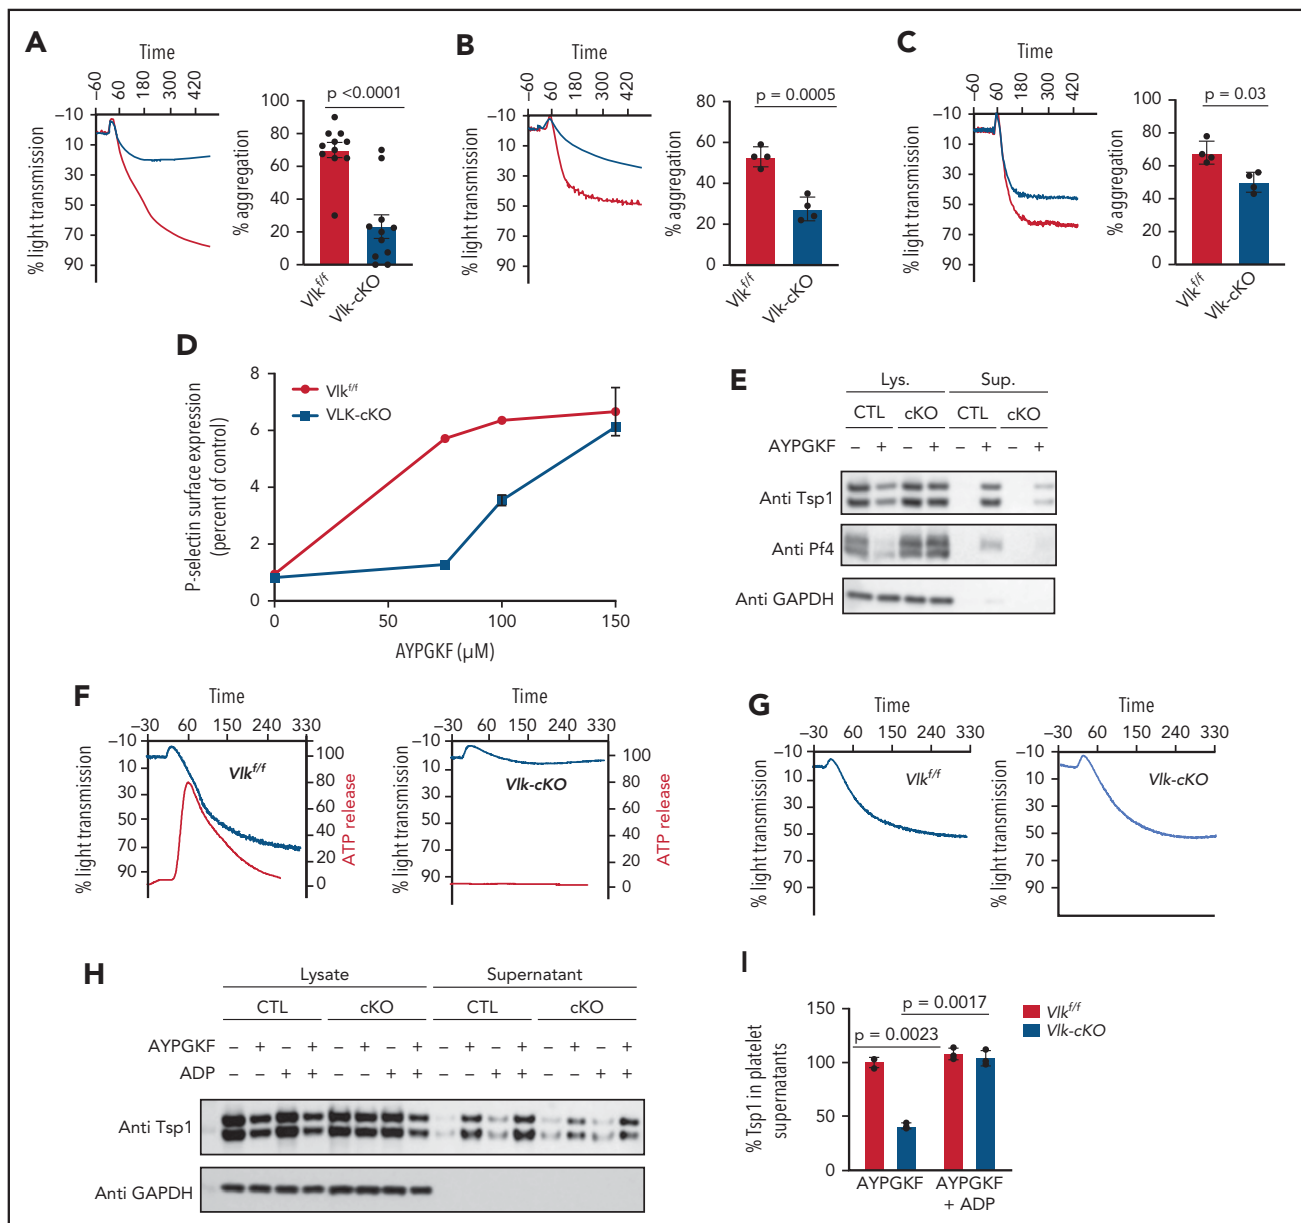 A
Time
–60 60 180 300 420
–10
10
30
50
70
90
% light transmission
p <0.0001
100
80
60
40
20
0
% aggregation
Vlk^f/f
Vlk-cKO
B
Time
–60 60 180 300 420
–10
10
30
50
70
90
% light transmission
p = 0.0005
80
60
40
20
0
% aggregation
Vlk^f/f
Vlk-cKO
C
Time
–60 60 180 300 420
–10
10
30
50
70
90
% light transmission
p = 0.03
100
80
60
40
20
0
% aggregation
Vlk^f/f
Vlk-cKO
D
P-selectin surface expression
(percent of control)
8
6
4
2
0
Vlk^f/f
VLK-cKO
0 50 100 150
AYPGKF (µM)
E
Lys. Sup.
CTL cKO CTL cKO
AYPGKF – + – + – + – +
Anti Tsp1
Anti Pf4
Anti GAPDH
F
Time
–30 60 150 240 330
–10
10
30
50
70
90
% light transmission
Vlk^f/f
100
80
60
40
20
0
ATP release
Time
–30 60 150 240 330
–10
10
30
50
70
90
% light transmission
Vlk-cKO
100
80
60
40
20
0
ATP release
G
Time
–30 60 150 240 330
–10
10
30
50
70
90
% light transmission
Vlk^f/f
Time
–30 60 150 240 330
–10
10
30
50
70
90
% light transmission
Vlk-cKO
H
Lysate Supernatant
CTL cKO CTL cKO
AYPGKF – + – + – + – + – + – + – + – +
ADP – – + + – – + + – – + + – – + +
Anti Tsp1
Anti GAPDH
I
% Tsp1 in platelet
supernatants
150
100
50
0
p = 0.0017
p = 0.0023
Vlk^f/f
Vlk-cKO
AYPGKF AYPGKF
+ ADP